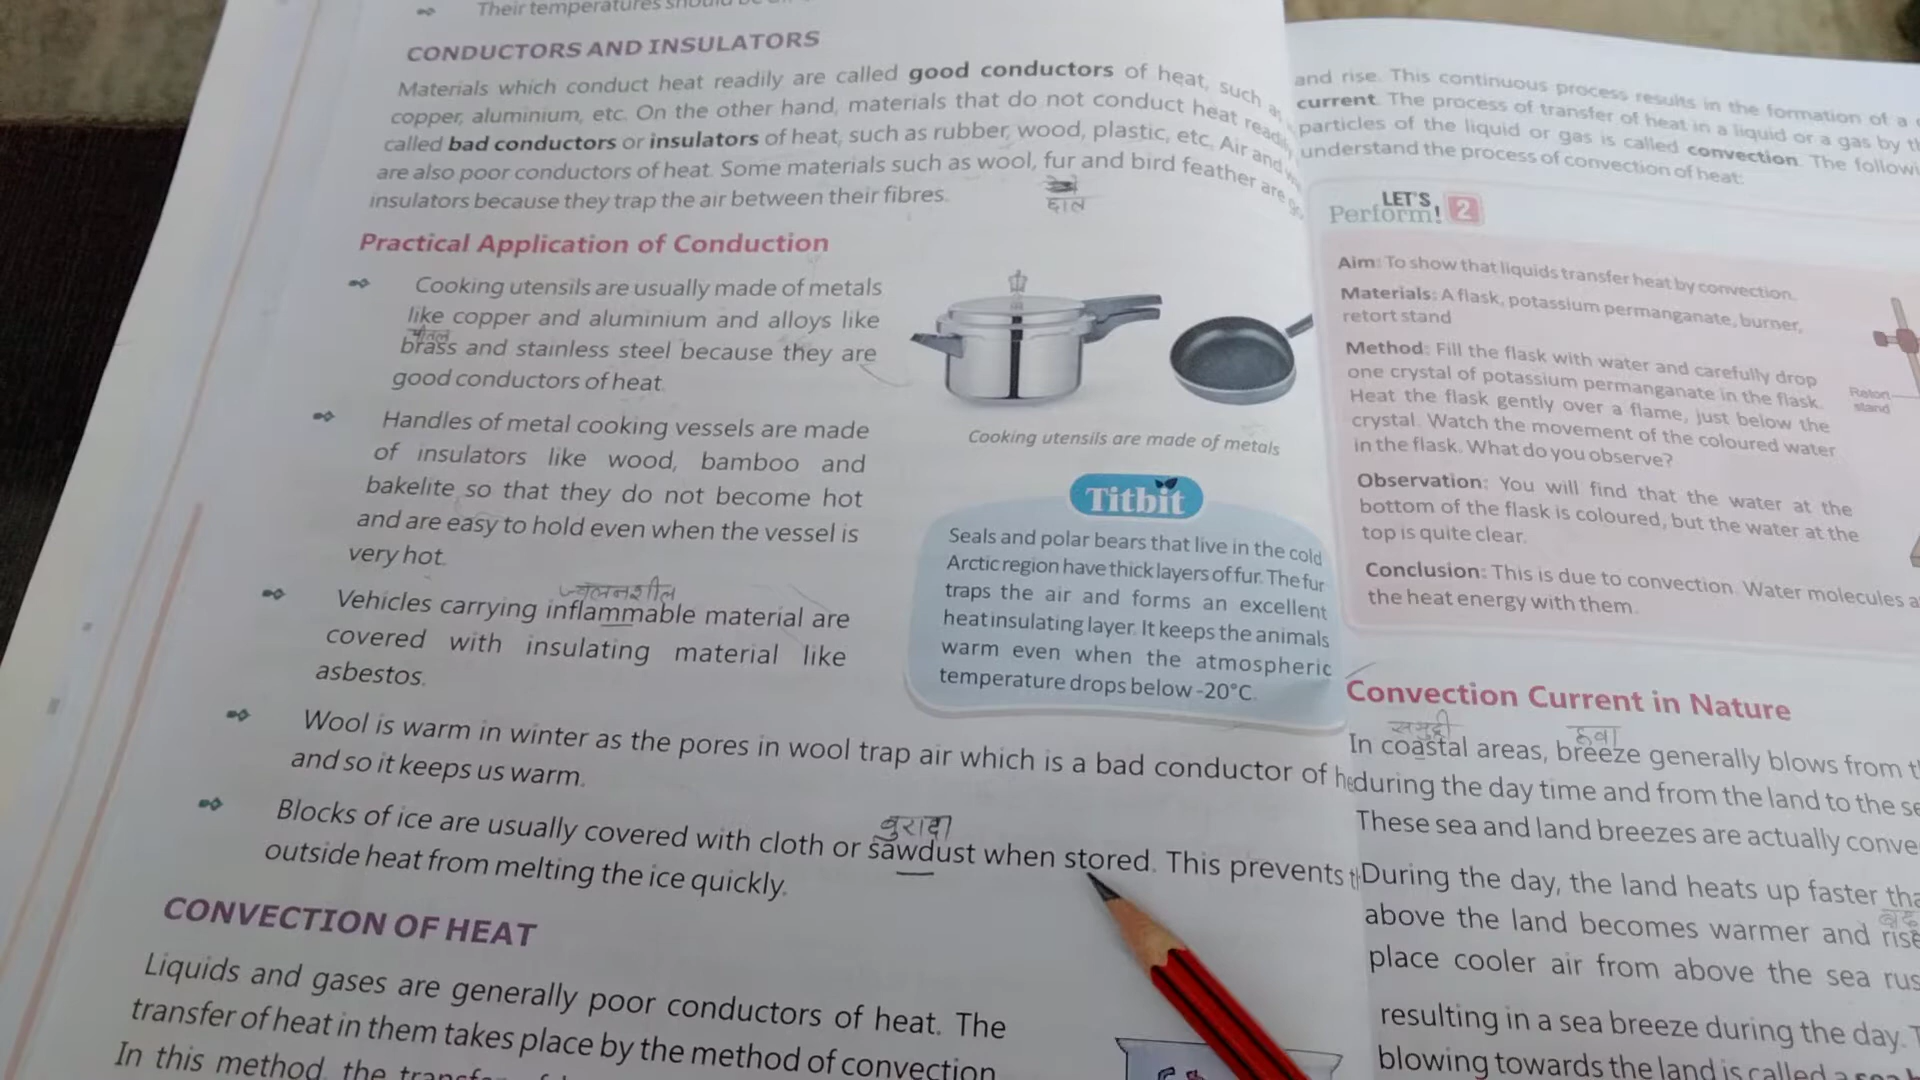 Their temperatures should be
CONDUCTORS AND INSULATORS
Materials which conduct heat readily are called good conductors of heat, such
copper, aluminium, etc. On the other hand, materials that do not conduct heat
called bad conductors or insulators of heat, such as rubber, wood, plastic, etc. Air and
are also poor conductors of heat. Some materials such as wool, fur and bird feather are
insulators because they trap the air between their fibres.
Practical Application of Conduction
Cooking utensils are usually made of metals
like copper and aluminium and alloys like
पीतल
brass and stainless steel because they are
good conductors of heat.
Handles of metal cooking vessels are made
of insulators like wood, bamboo and
bakelite so that they do not become hot
and are easy to hold even when the vessel is
very hot.
ज्वलनशील
Vehicles carrying inflammable material are
covered with insulating material like
asbestos.
Wool is warm in winter as the pores in wool trap air which is a bad conductor of
and so it keeps us warm.
बुरादा
Blocks of ice are usually covered with cloth or sawdust when stored. This prevents
outside heat from melting the ice quickly.
CONVECTION OF HEAT
Liquids and gases are generally poor conductors of heat. The
transfer of heat in them takes place by the method of convection
In this method, the
Cooking utensils are made of metals
Titbit
Seals and polar bears that live in the cold
Arctic region have thick layers of fur. The fur
traps the air and forms an excellent
heat insulating layer. It keeps the animals
warm even when the atmospheric
temperature drops below -20°C.
and rise. This continuous process results in the formation of a
current. The process of transfer of heat in a liquid or a gas by
particles of the liquid or gas is called convection. The
understand the process of convection of heat:
LET'S
Perform! 2
Aim: To show that liquids transfer heat by convection.
Materials: A flask, potassium permanganate, burner,
retort stand
Method: Fill the flask with water and carefully drop
one crystal of potassium permanganate in the flask.
Heat the flask gently over a flame, just below the
crystal. Watch the movement of the coloured water
in the flask. What do you observe?
Observation: You will find that the water at the
bottom of the flask is coloured, but the water at the
top is quite clear.
Conclusion: This is due to convection. Water molecules
the heat energy with them.
Retort
stand
Convection Current in Nature
समुद्री हवा
In coastal areas, breeze generally blows from
during the day time and from the land to the
These sea and land breezes are actually
During the day, the land heats up faster
above the land becomes warmer and
place cooler air from above the sea
resulting in a sea breeze during the day.
blowing towards the land is called a